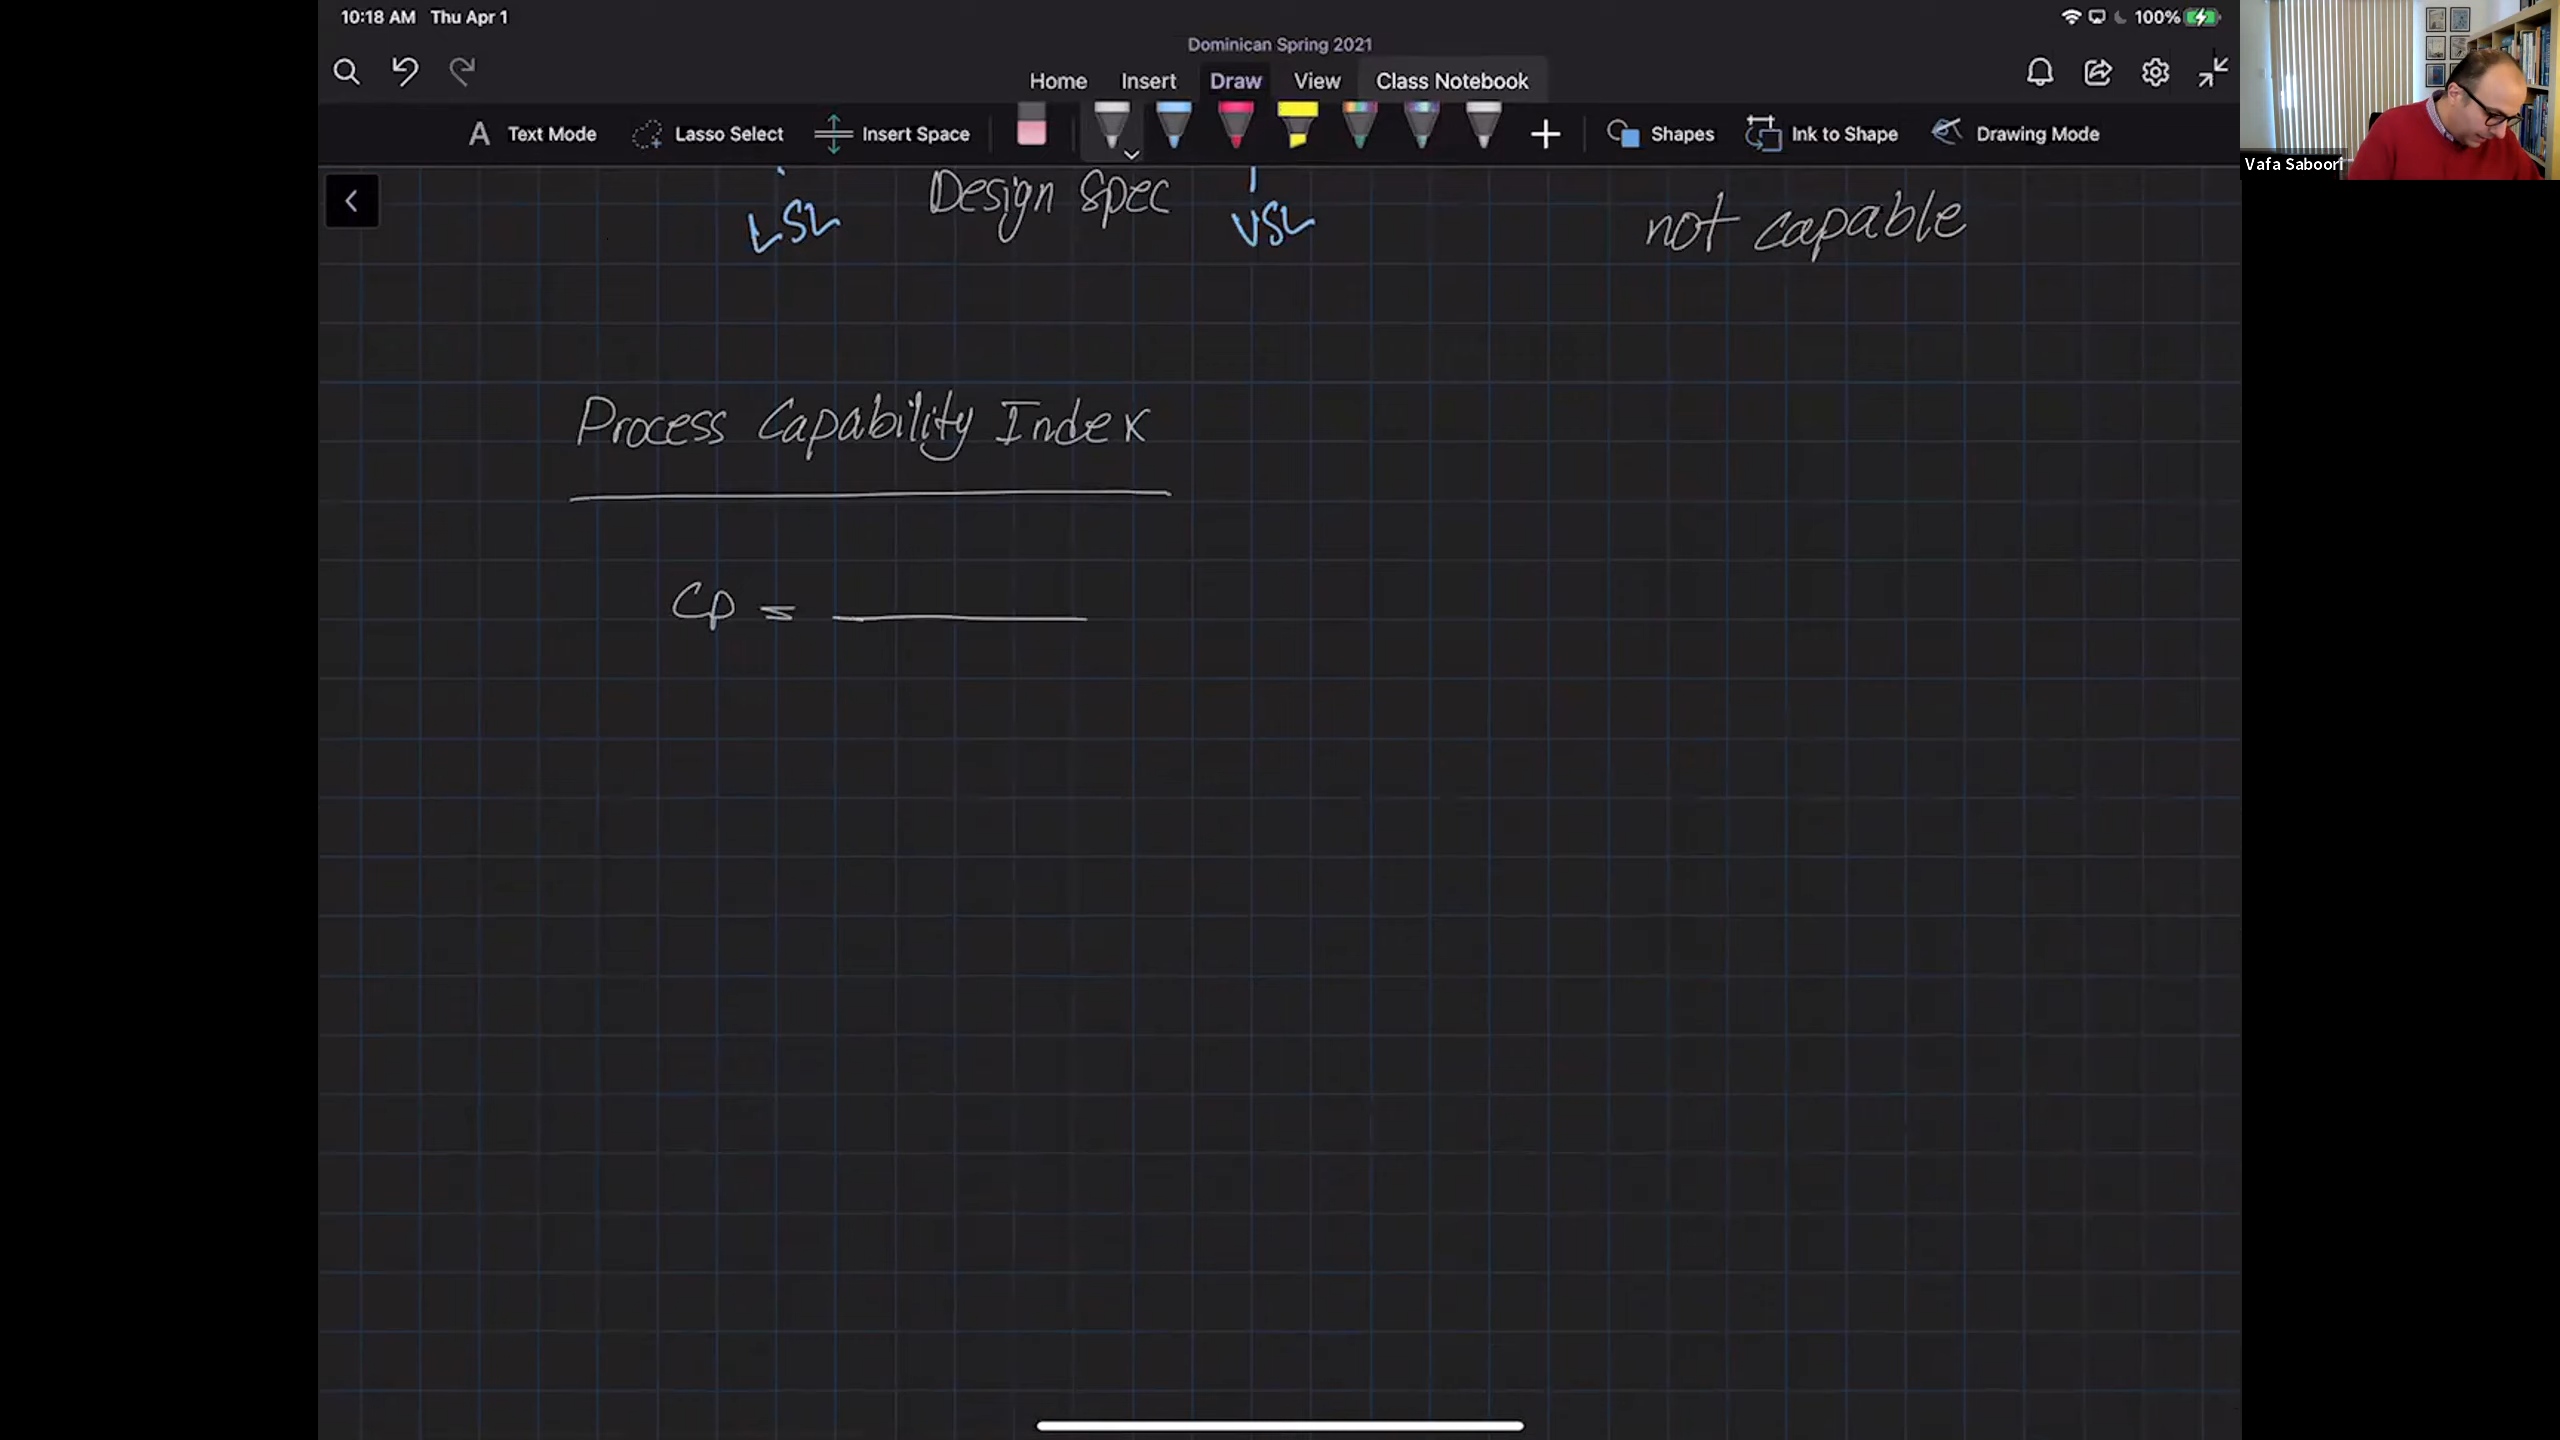 10:18 AM Thu Apr 1
100%
Dominican Spring 2021
Home Insert Draw View Class Notebook
Text Mode Lasso Select Insert Space Shapes Ink to Shape Drawing Mode
Vafa Saboori
LSL Design Spec USL not capable
Process Capability Index
Cp =